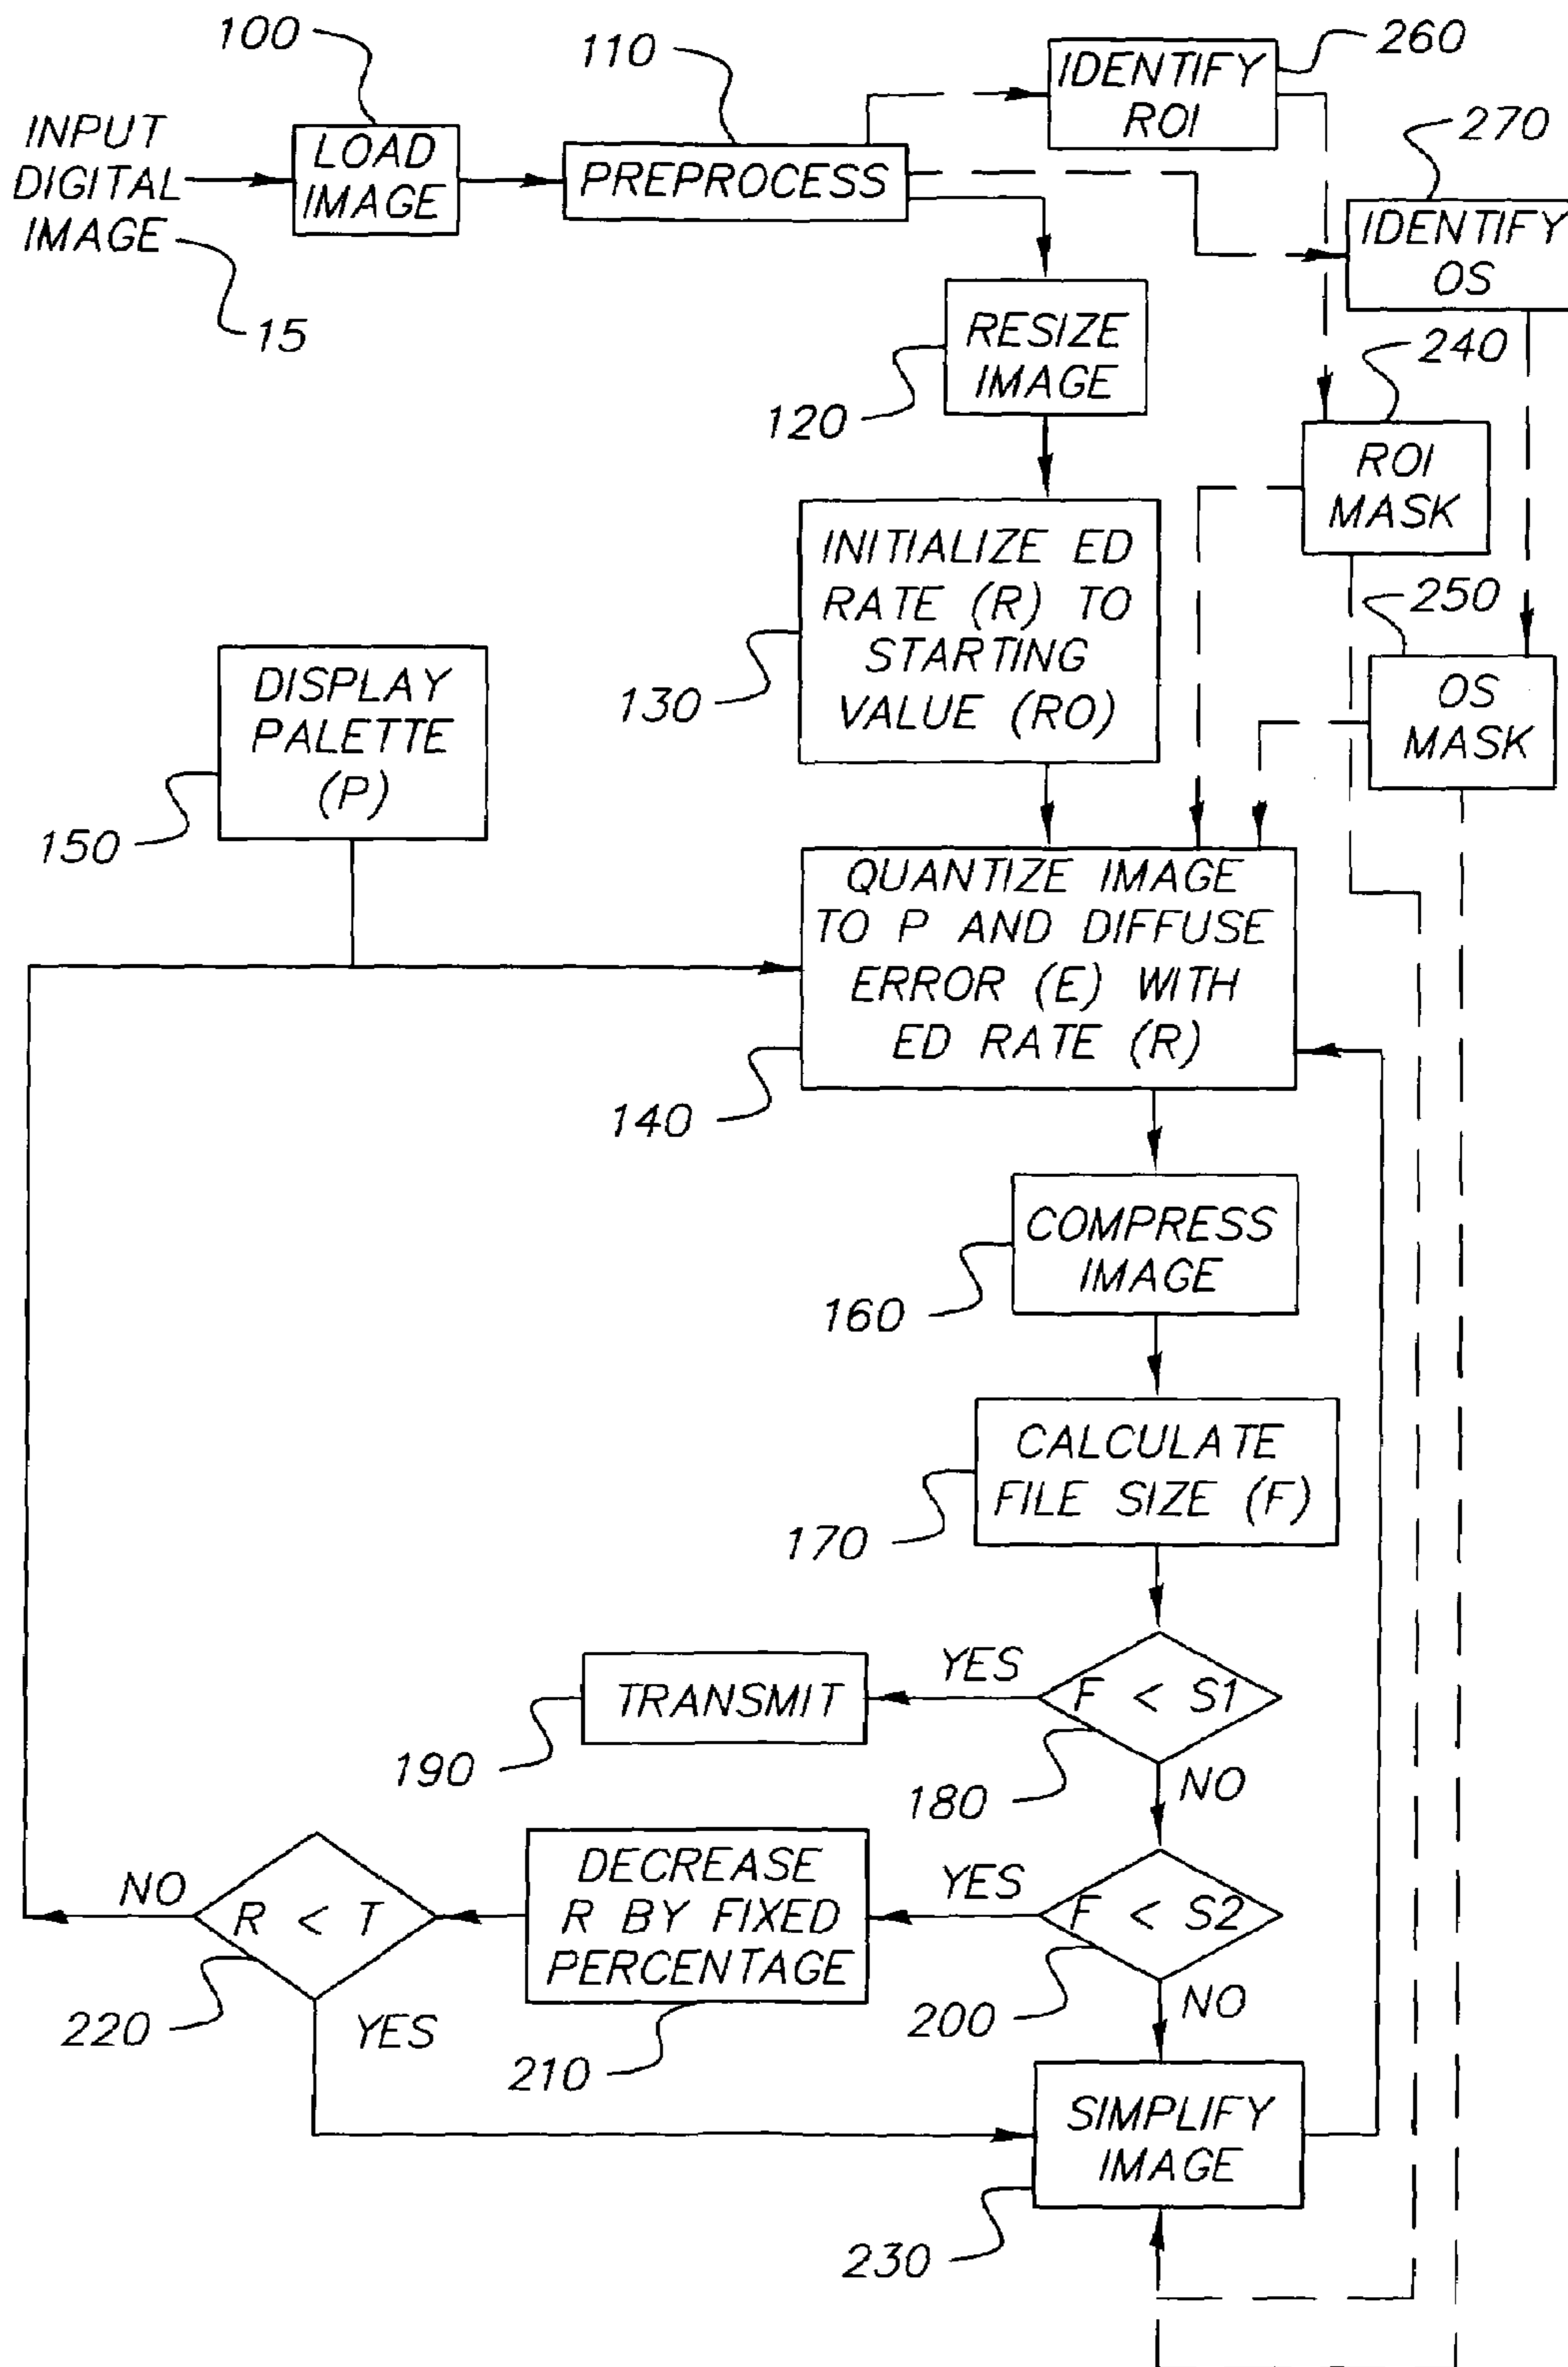 100
110
260
IDENTIFY
ROI
270
INPUT
DIGITAL
IMAGE
LOAD
IMAGE
PREPROCESS
IDENTIFY
OS
15
RESIZE
IMAGE
120
240
ROI
MASK
INITIALIZE ED
RATE (R) TO
STARTING
VALUE (RO)
130
250
OS
MASK
DISPLAY
PALETTE
(P)
150
QUANTIZE IMAGE
TO P AND DIFFUSE
ERROR (E) WITH
ED RATE (R)
140
COMPRESS
IMAGE
160
CALCULATE
FILE SIZE (F)
170
TRANSMIT
YES
F < S1
190
180
NO
NO
R < T
DECREASE
R BY FIXED
PERCENTAGE
YES
F < S2
220
YES
210
200
NO
SIMPLIFY
IMAGE
230